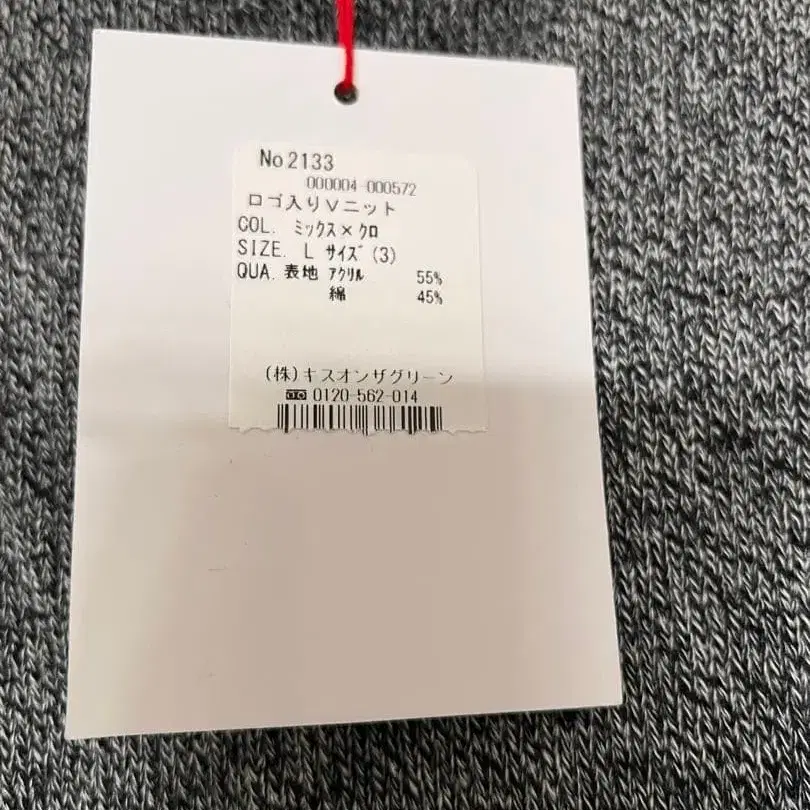 No2133
000004-000572
ロゴ入りVニット
COL. ミックス×クロ
SIZE. L サイズ(3)
QUA. 表地 アクリル 55%
綿 45%
(株)キスオンザグリーン
0120-562-014